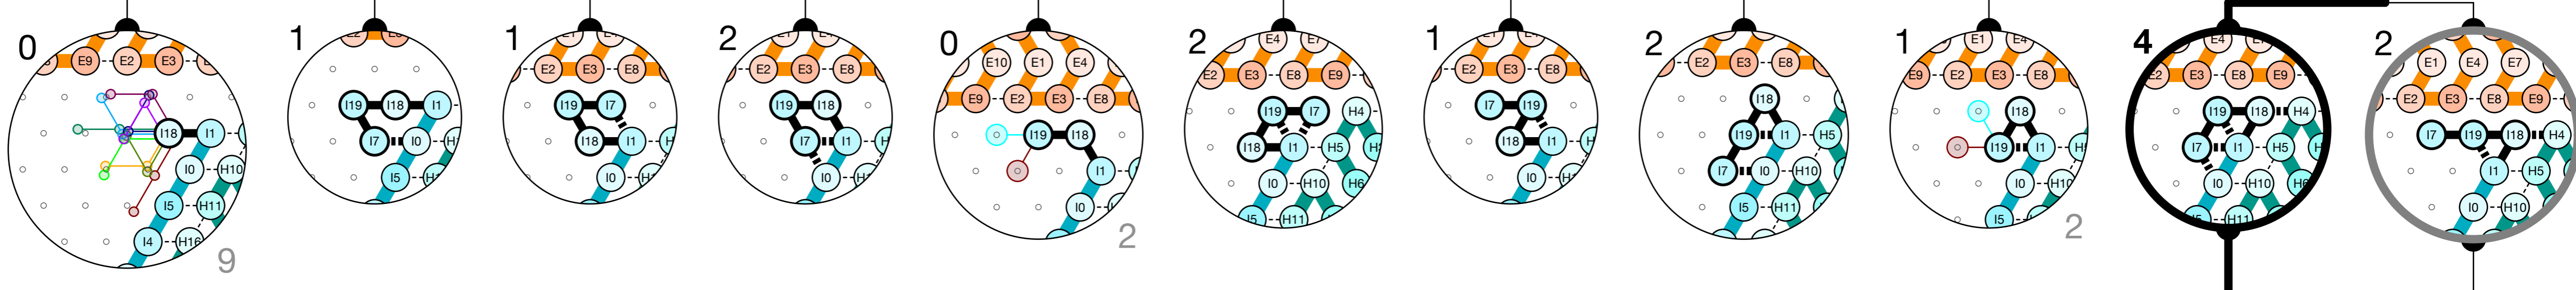 0 E9 E2 E3 I18 I1 I0 H10 I5 H11 I4 H16 9
1 I19 I18 I1 I7 I0 I5
1 E2 E3 E8 I19 I7 I18 I1 I0
2 E2 E3 E8 I19 I18 I7 I1 I0
0 E10 E1 E4 E9 E2 E3 E8 I19 I18 I1 I0 2
2 E4 E7 E2 E3 E8 E9 I19 I7 H4 I18 I1 H5 I0 H10 H6 I5 H11
1 E2 E3 E8 I7 I19 I18 I1 I0
2 E2 E3 E8 I18 I19 I1 H5 I7 I0 H10 I5 H11
1 E1 E4 E9 E2 E3 E8 I18 I19 I1 I0 H10 I5 2
4 E4 E2 E3 E8 E9 I19 I18 H4 I7 I1 H5 I0 H10 H6 I5 H11
2 E1 E4 E7 E2 E3 E8 E9 I7 I19 I18 H4 I1 H5 I0 H10